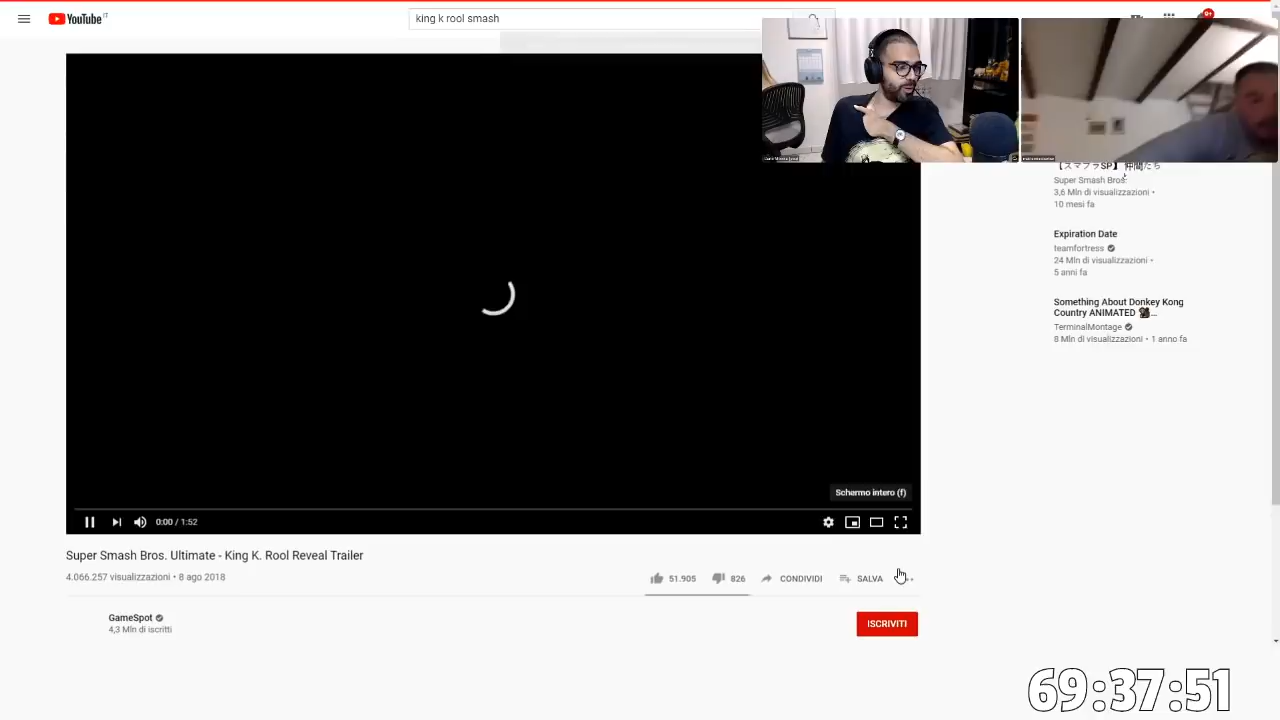 YouTube IT
king k rool smash
9+
Super Smash Bros.
3,6 Mln di visualizzazioni •
10 mesi fa
Expiration Date
teamfortress
24 Mln di visualizzazioni •
5 anni fa
Something About Donkey Kong
Country ANIMATED
...
TerminalMontage
8 Mln di visualizzazioni • 1 anno fa
Schermo intero (f)
0:00 / 1:52
Super Smash Bros. Ultimate - King K. Rool Reveal Trailer
4.066.257 visualizzazioni • 8 ago 2018
51.905
826
CONDIVIDI
SALVA
GameSpot
4,3 Mln di iscritti
ISCRIVITI
69:37:51